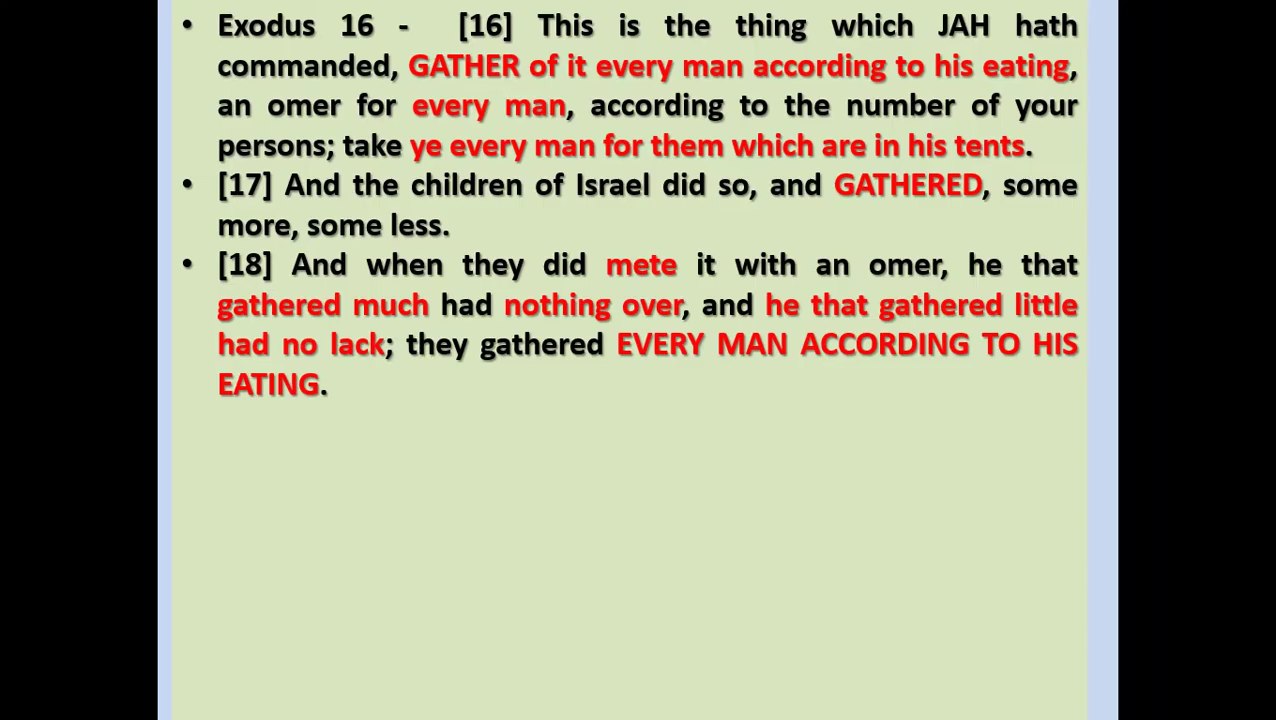 • Exodus 16 - [16] This is the thing which JAH hath
commanded, GATHER of it every man according to his eating,
an omer for every man, according to the number of your
persons; take ye every man for them which are in his tents.
• [17] And the children of Israel did so, and GATHERED, some
more, some less.
• [18] And when they did mete it with an omer, he that
gathered much had nothing over, and he that gathered little
had no lack; they gathered EVERY MAN ACCORDING TO HIS
EATING.